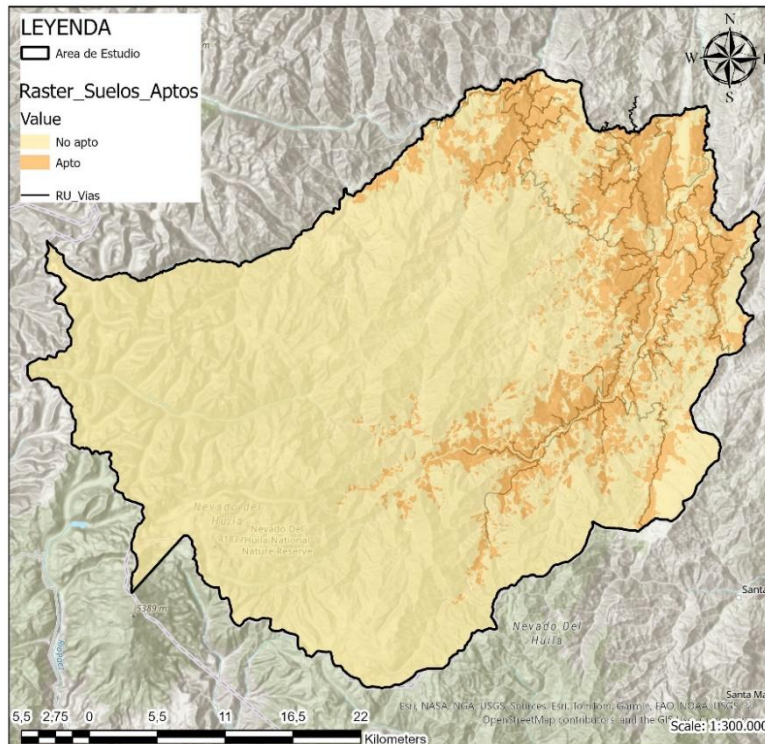 LEYENDA
Area de Estudio
Raster_Suelos_Aptos
Value
No apto
Apto
RU_Vias
N
W
S
Nevado del
Huila
Nevado Del
Huila National
Nature Reserve
5389 m
Nevado Del
Huila
Santa
Santa Ma
Esri, NASA, NGA, USGS, Sources: Esri, TomTom, Garmin, FAO, NOAA, USGS, ©
OpenStreetMap contributors, and the GIS
5,5 2,75 0 5,5 11 16,5 22
Kilometers
Scale: 1:300.000